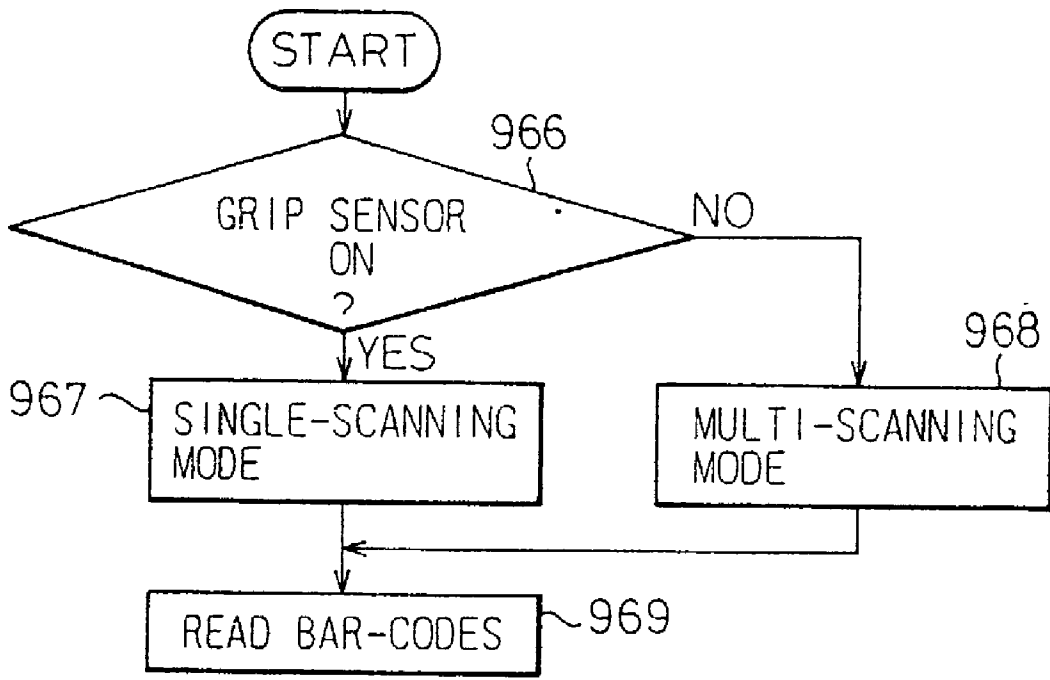 START
966
GRIP SENSOR
ON
?
NO
YES
967
SINGLE-SCANNING
MODE
968
MULTI-SCANNING
MODE
READ BAR-CODES
969